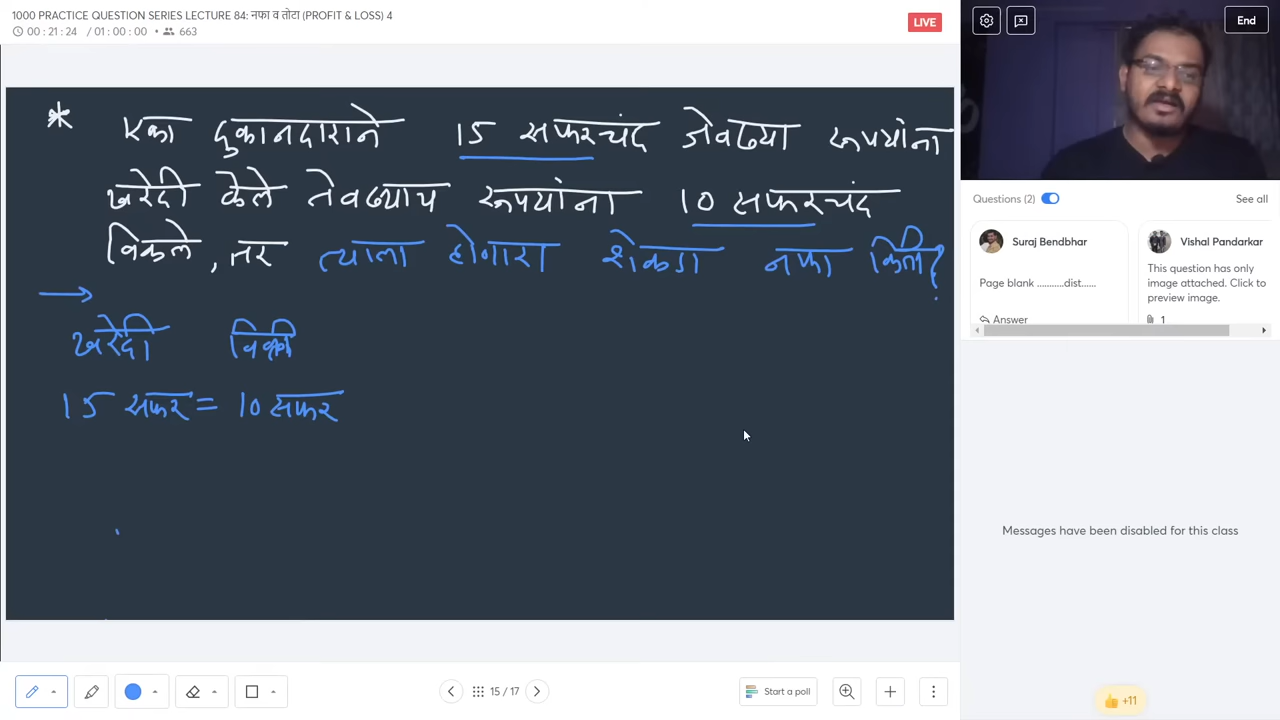 1000 PRACTICE QUESTION SERIES LECTURE 84: नफा व तोटा (PROFIT & LOSS) 4
00 : 21 : 24 / 01 : 00 : 00 • 663
LIVE
End
* एका दुकानदाराने 15 सफरचंद जेवढ्या रूपयांना
खरेदी केले तेवढ्याच रूपयांना 10 सफरचंद
विकले, तर त्याला होणारा शेकडा नफा किती?
खरेदी विक्री
15 सफर = 10 सफर
Questions (2)
See all
Suraj Bendbhar
Page blank ...........dist......
Answer
Vishal Pandarkar
This question has only
image attached. Click to
preview image.
1
Messages have been disabled for this class
15 / 17
Start a poll
+11